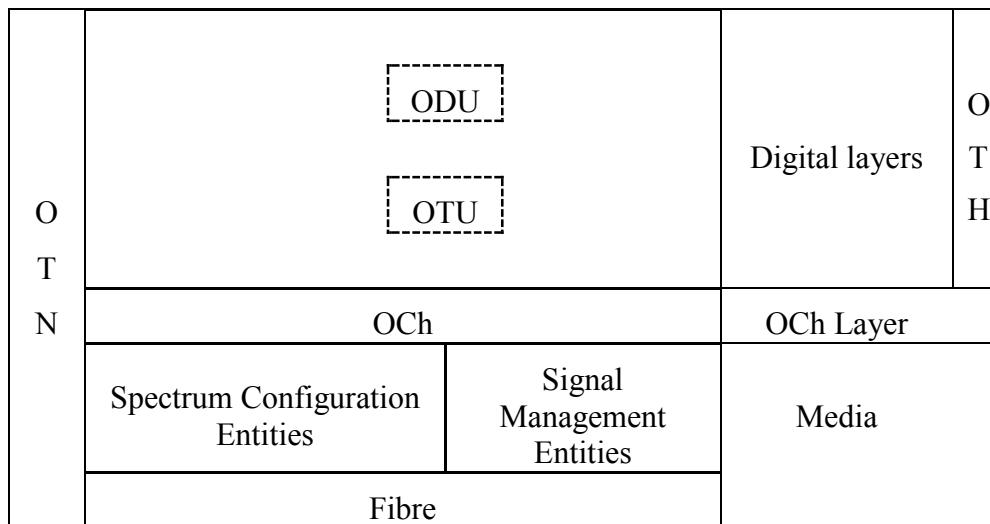 O
T
N
ODU
OTU
Digital layers
O
T
H
OCh
OCh Layer
Spectrum Configuration
Entities
Signal
Management
Entities
Media
Fibre